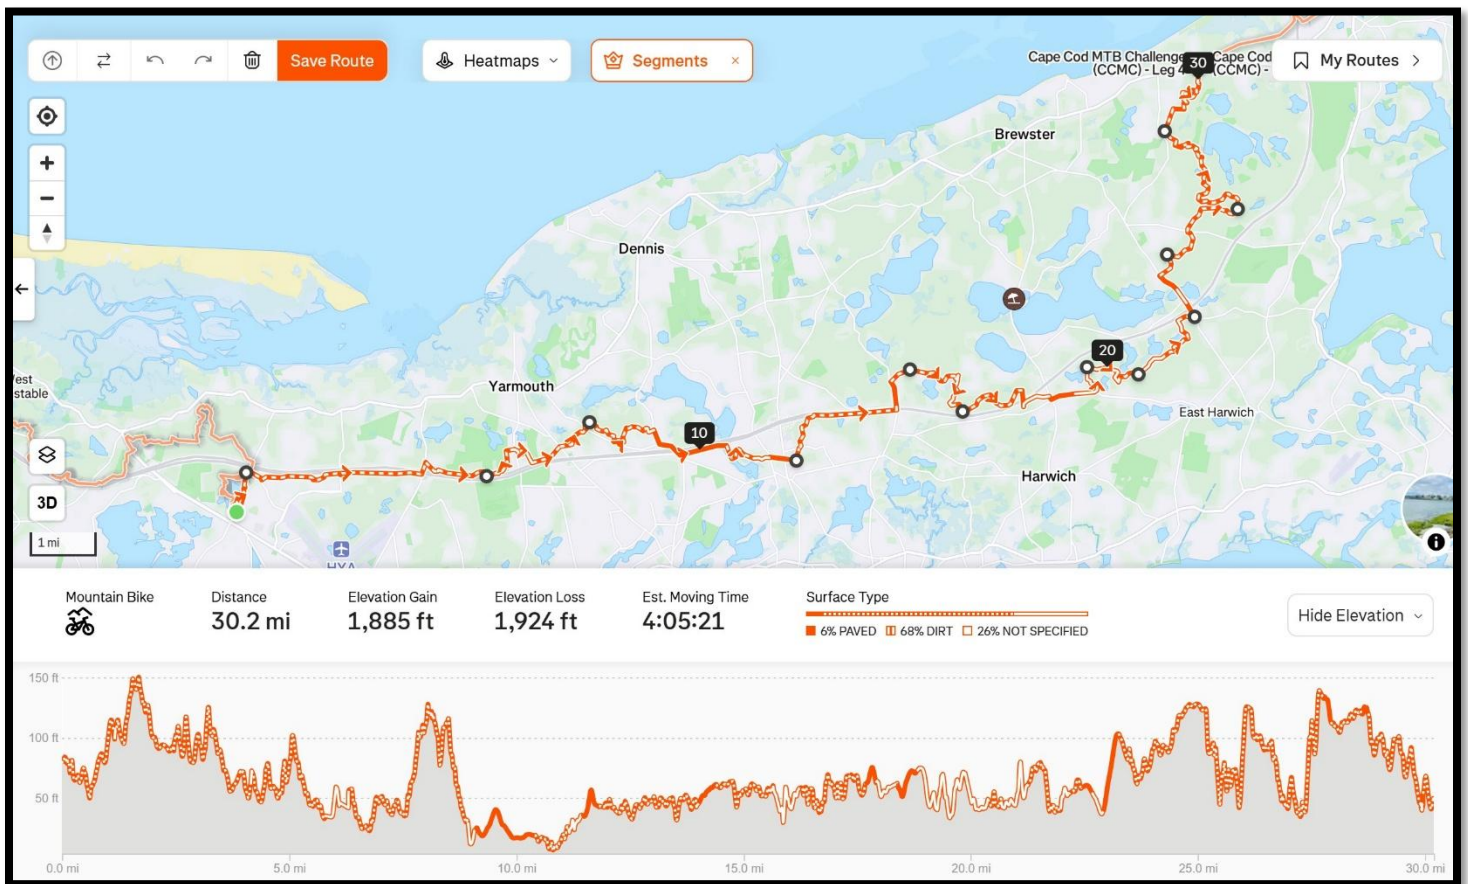 Save Route
Heatmaps
Segments ×
Cape Cod MTB Challenge
(CCMC) - Leg 4
30
Cape Cod
(CCMC) -
My Routes
Brewster
Dennis
20
Yarmouth
est
stable
East Harwich
10
Harwich
3D
1 mi
HYA
Mountain Bike
Distance
30.2 mi
Elevation Gain
1,885 ft
Elevation Loss
1,924 ft
Est. Moving Time
4:05:21
Surface Type
6% PAVED 68% DIRT 26% NOT SPECIFIED
Hide Elevation
150 ft
100 ft
50 ft
0.0 mi 5.0 mi 10.0 mi 15.0 mi 20.0 mi 25.0 mi 30.0 mi